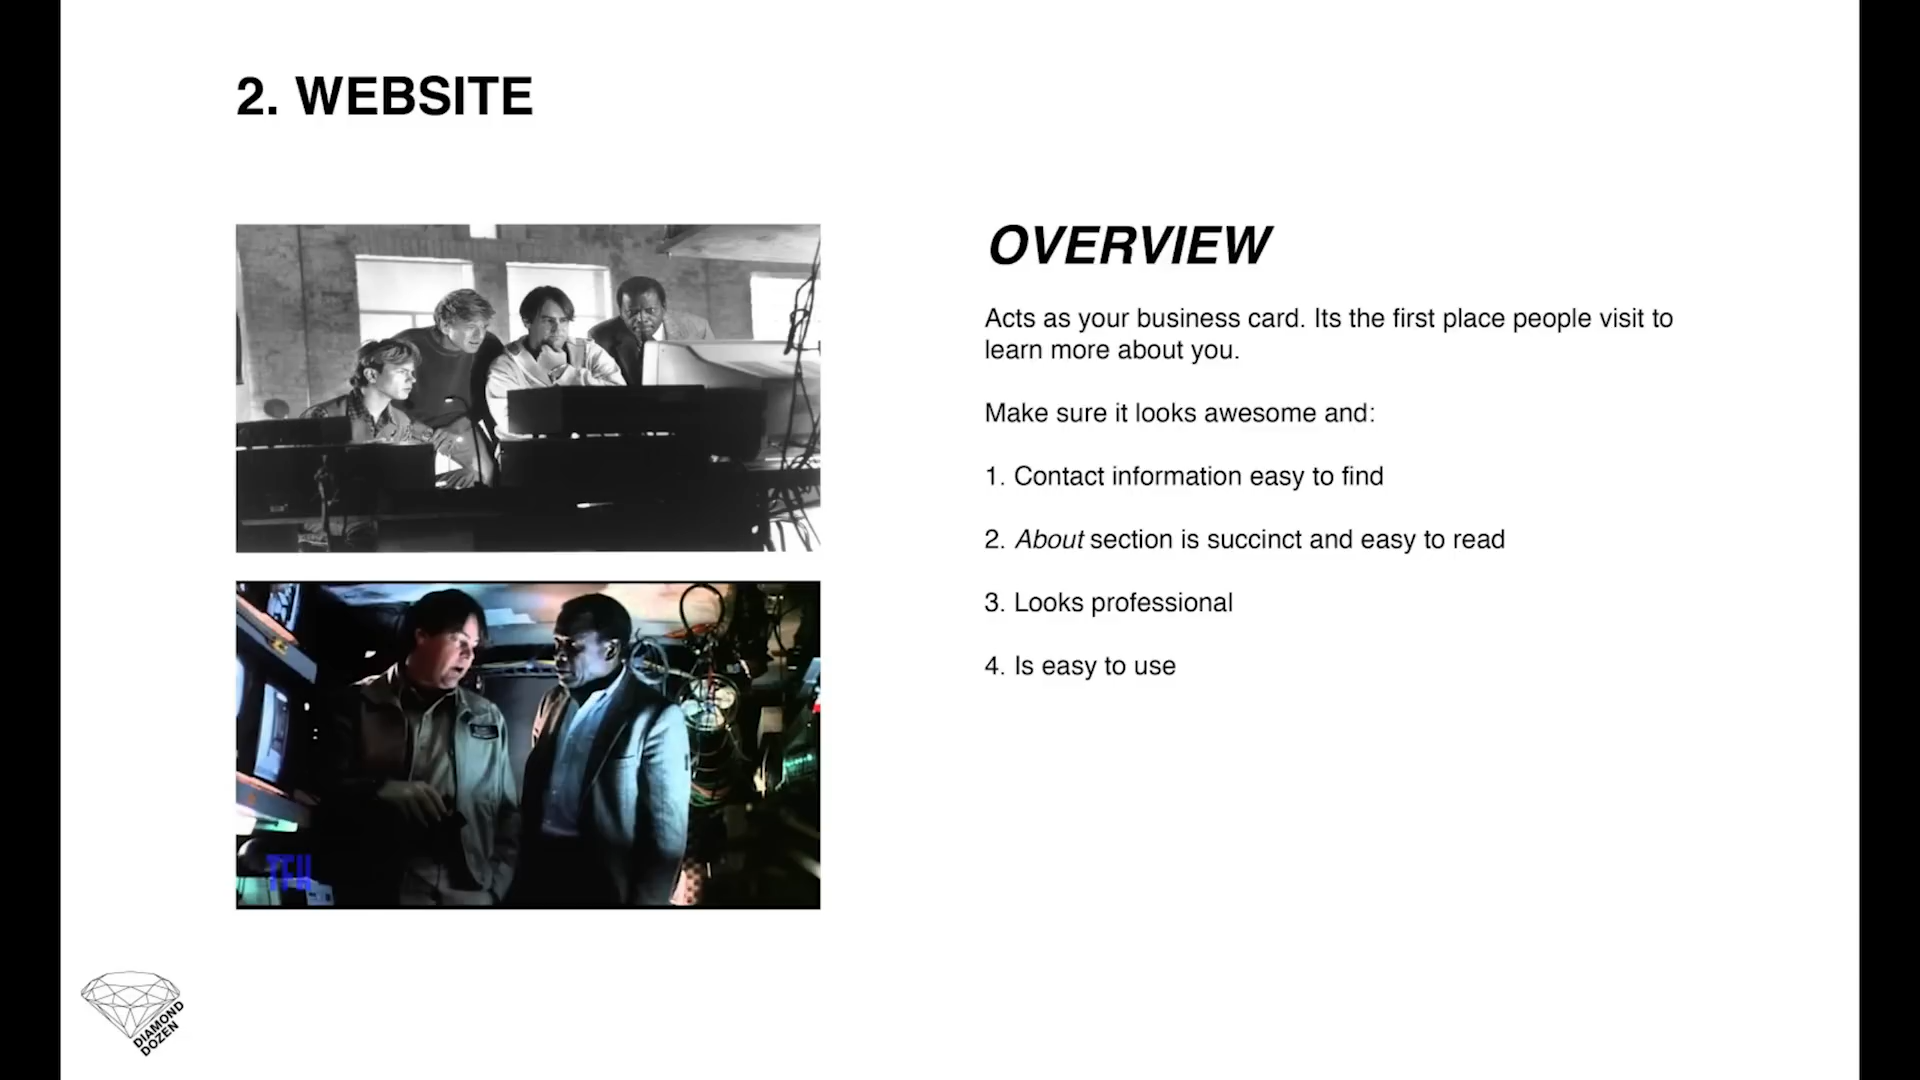 2. WEBSITE
OVERVIEW
Acts as your business card. Its the first place people visit to
learn more about you.
Make sure it looks awesome and:
1. Contact information easy to find
2. About section is succinct and easy to read
3. Looks professional
4. Is easy to use
TFH
DIAMOND
DOZEN